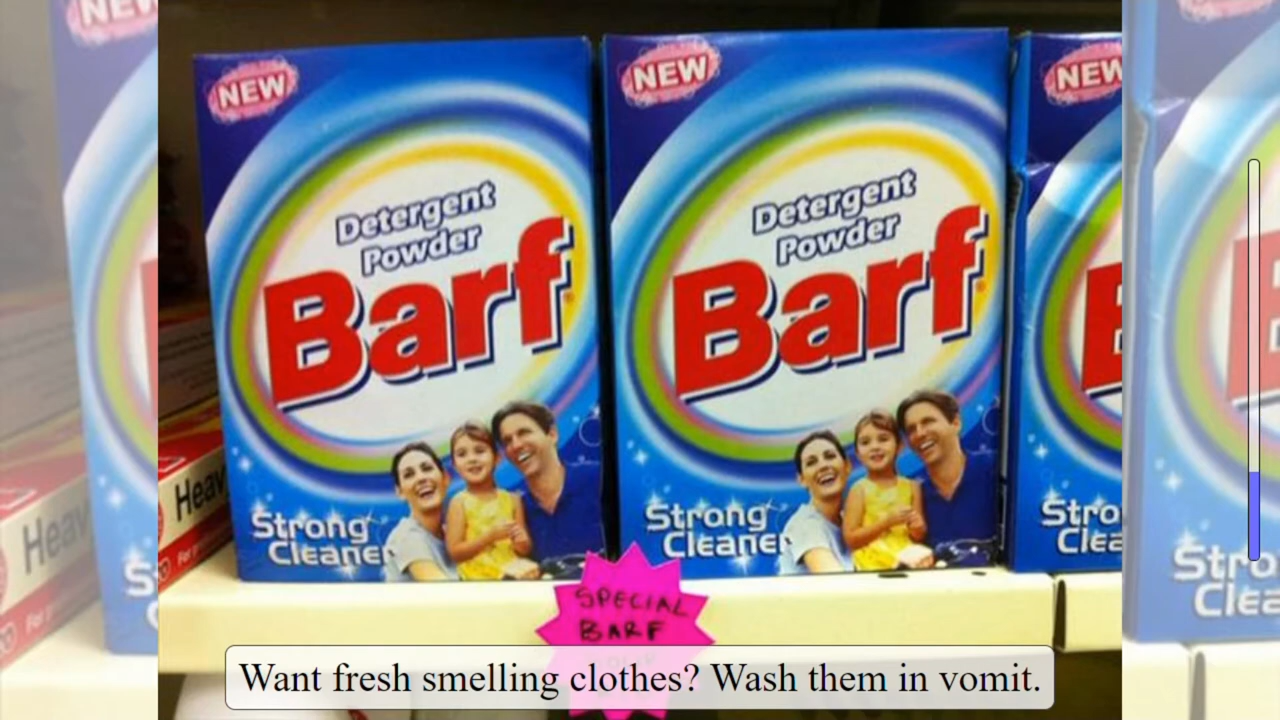 NEW
Detergent
Powder
Barf
Strong
Cleaner
NEW
Detergent
Powder
Barf
Strong
Cleaner
NEW
Heav
SPECIAL
BARF
Want fresh smelling clothes? Wash them in vomit.